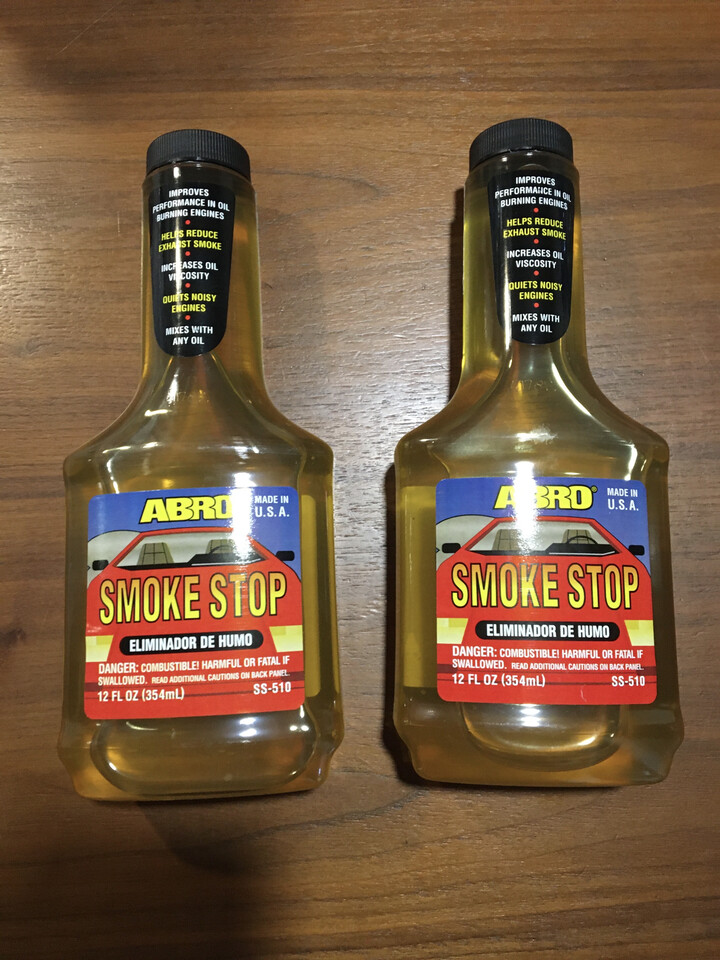 IMPROVES
PERFORMANCE IN OIL
BURNING ENGINES
HELPS REDUCE
EXHAUST SMOKE
INCREASES OIL
VISCOSITY
QUIETS NOISY
ENGINES
MIXES WITH
ANY OIL
ABRO
MADE IN
U.S.A.
SMOKE STOP
ELIMINADOR DE HUMO
DANGER: COMBUSTIBLE! HARMFUL OR FATAL IF
SWALLOWED. READ ADDITIONAL CAUTIONS ON BACK PANEL.
12 FL OZ (354mL) SS-510
IMPROVES
PERFORMANCE IN OIL
BURNING ENGINES
HELPS REDUCE
EXHAUST SMOKE
INCREASES OIL
VISCOSITY
QUIETS NOISY
ENGINES
MIXES WITH
ANY OIL
ABRO®
MADE IN
U.S.A.
SMOKE STOP
ELIMINADOR DE HUMO
DANGER: COMBUSTIBLE! HARMFUL OR FATAL IF
SWALLOWED. READ ADDITIONAL CAUTIONS ON BACK PANEL.
12 FL OZ (354mL) SS-510